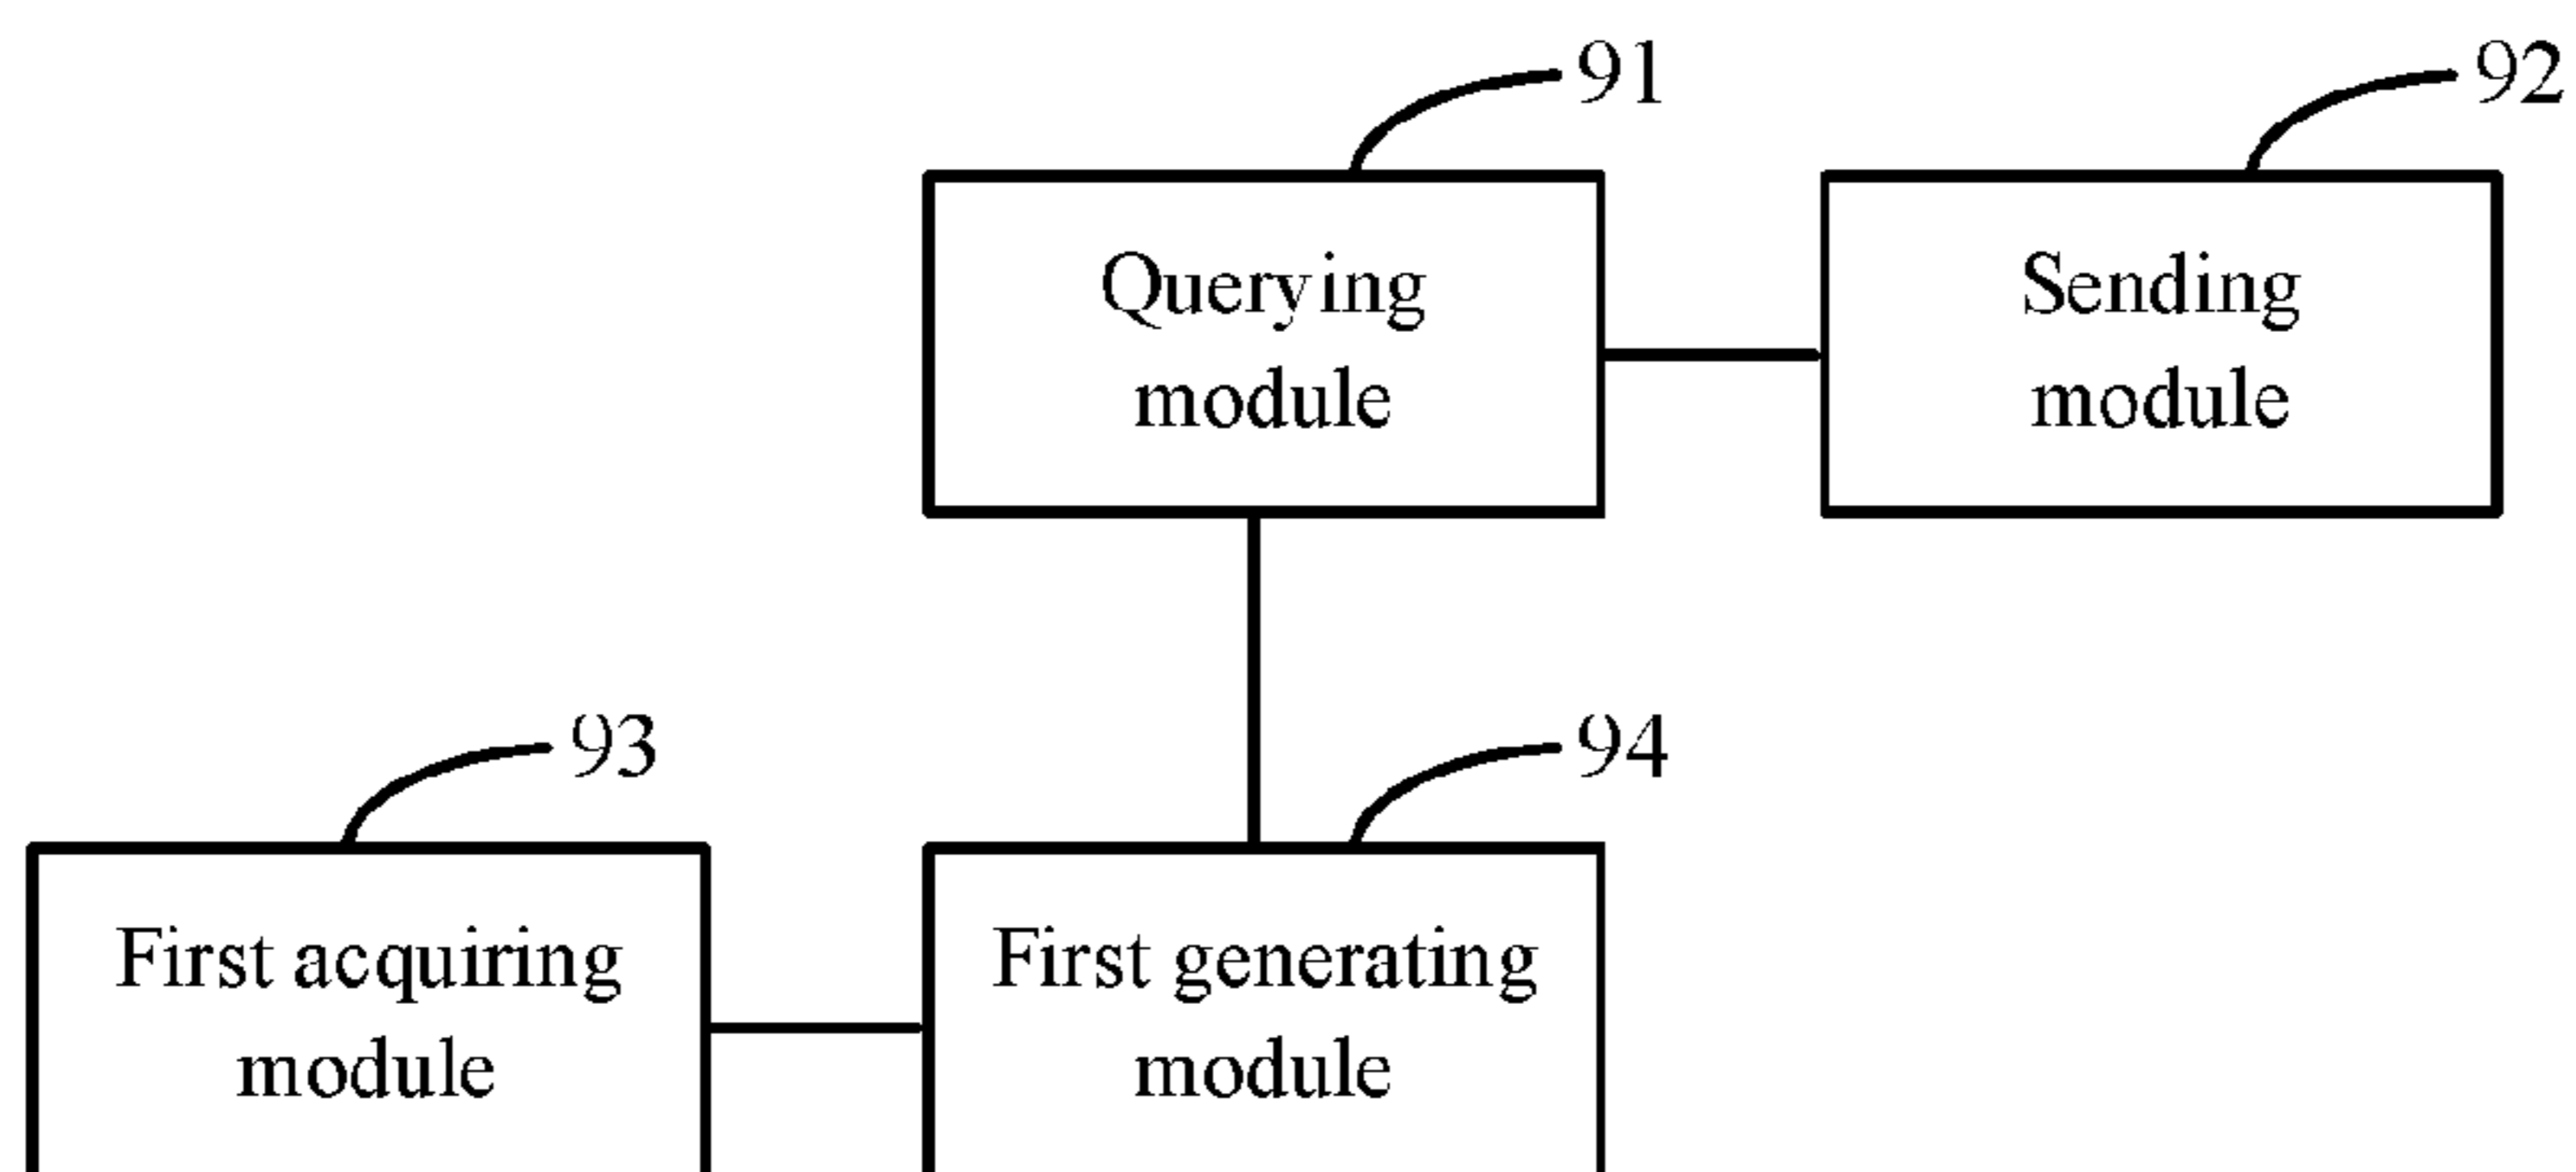 91
92
Querying
module
Sending
module
93
94
First acquiring
module
First generating
module